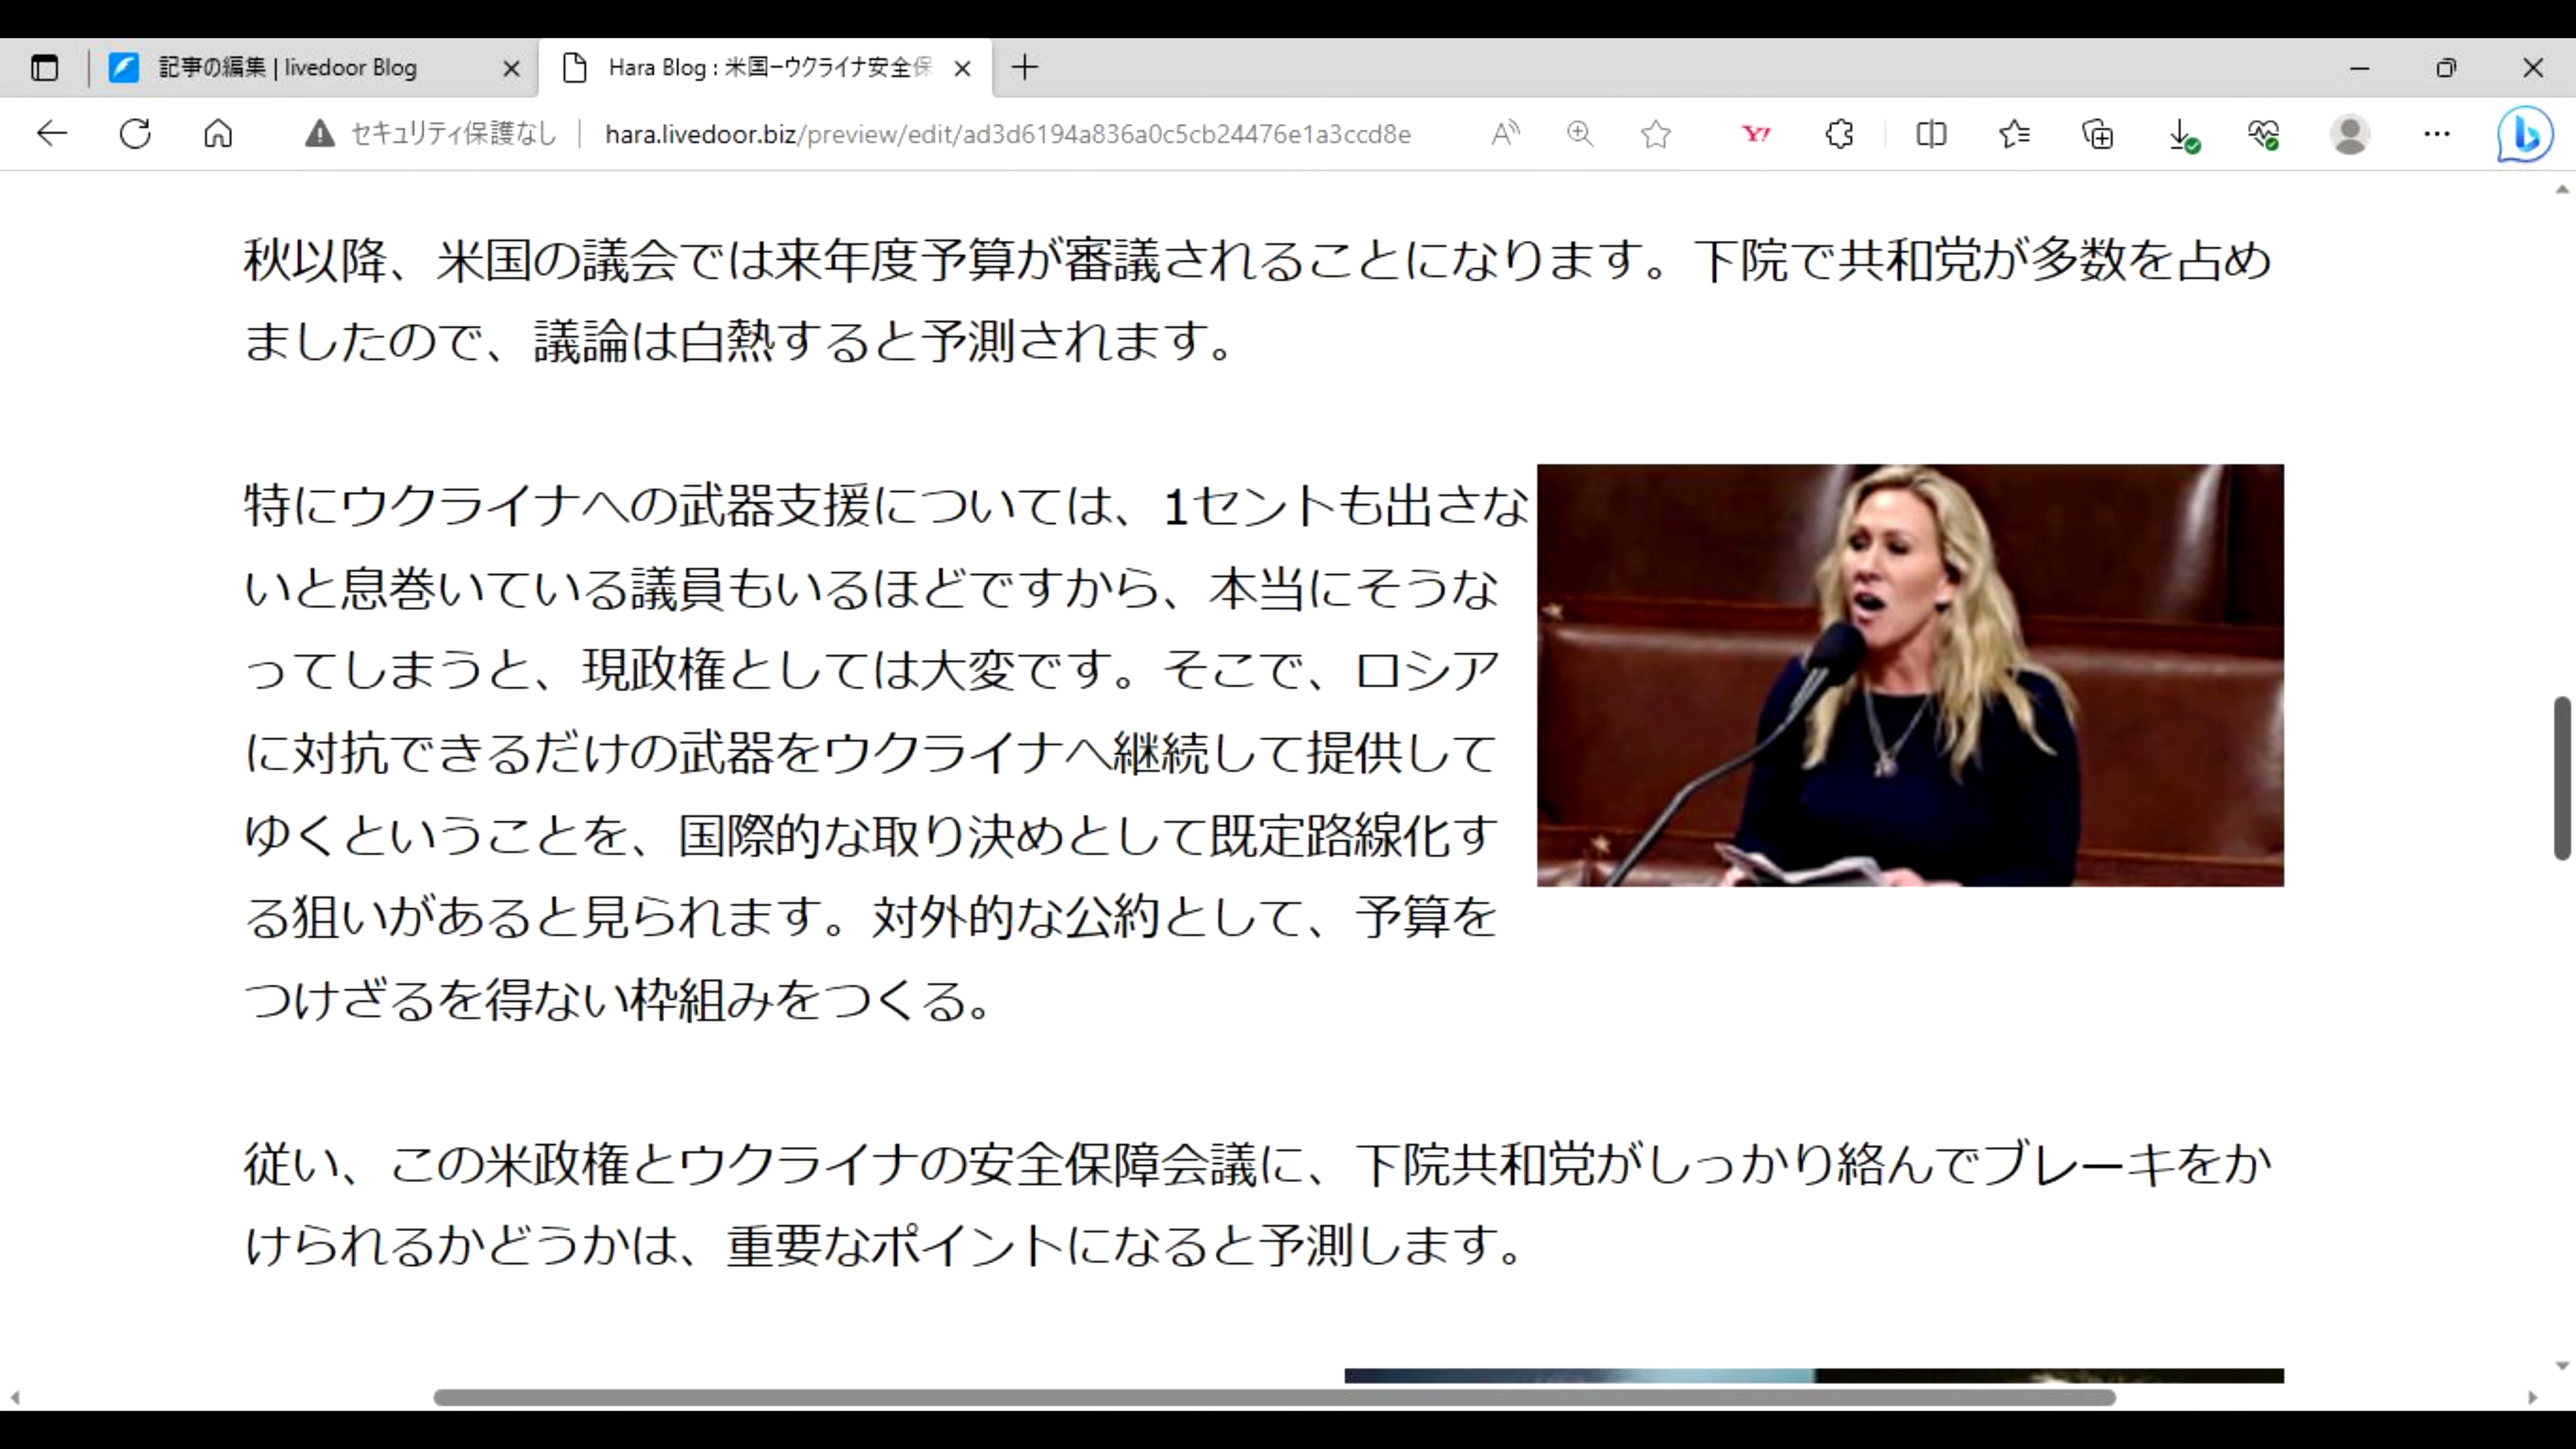 記事の編集 | livedoor Blog
Hara Blog : 米国–ウクライナ安全保
セキュリティ保護なし
hara.livedoor.biz/preview/edit/ad3d6194a836a0c5cb24476e1a3ccd8e
秋以降、米国の議会では来年度予算が審議されることになります。下院で共和党が多数を占め
ましたので、議論は白熱すると予測されます。
特にウクライナへの武器支援については、1セントも出さな
いと息巻いている議員もいるほどですから、本当にそうな
ってしまうと、現政権としては大変です。そこで、ロシア
に対抗できるだけの武器をウクライナへ継続して提供して
ゆくということを、国際的な取り決めとして既定路線化す
る狙いがあると見られます。対外的な公約として、予算を
つけざるを得ない枠組みをつくる。
従い、この米政権とウクライナの安全保障会議に、下院共和党がしっかり絡んでブレーキをか
けられるかどうかは、重要なポイントになると予測します。